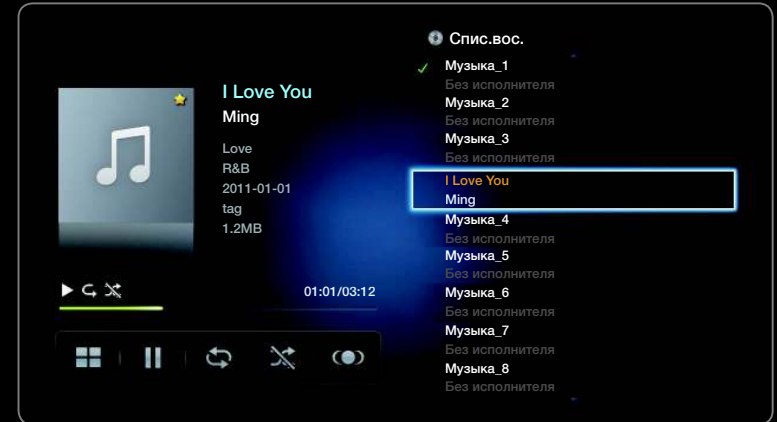 I Love You
Ming
Love
R&B
2011-01-01
tag
1.2MB
01:01/03:12
Спис.вос.
Музыка_1
Без исполнителя
Музыка_2
Без исполнителя
Музыка_3
Без исполнителя
I Love You
Ming
Музыка_4
Без исполнителя
Музыка_5
Без исполнителя
Музыка_6
Без исполнителя
Музыка_7
Без исполнителя
Музыка_8
Без исполнителя